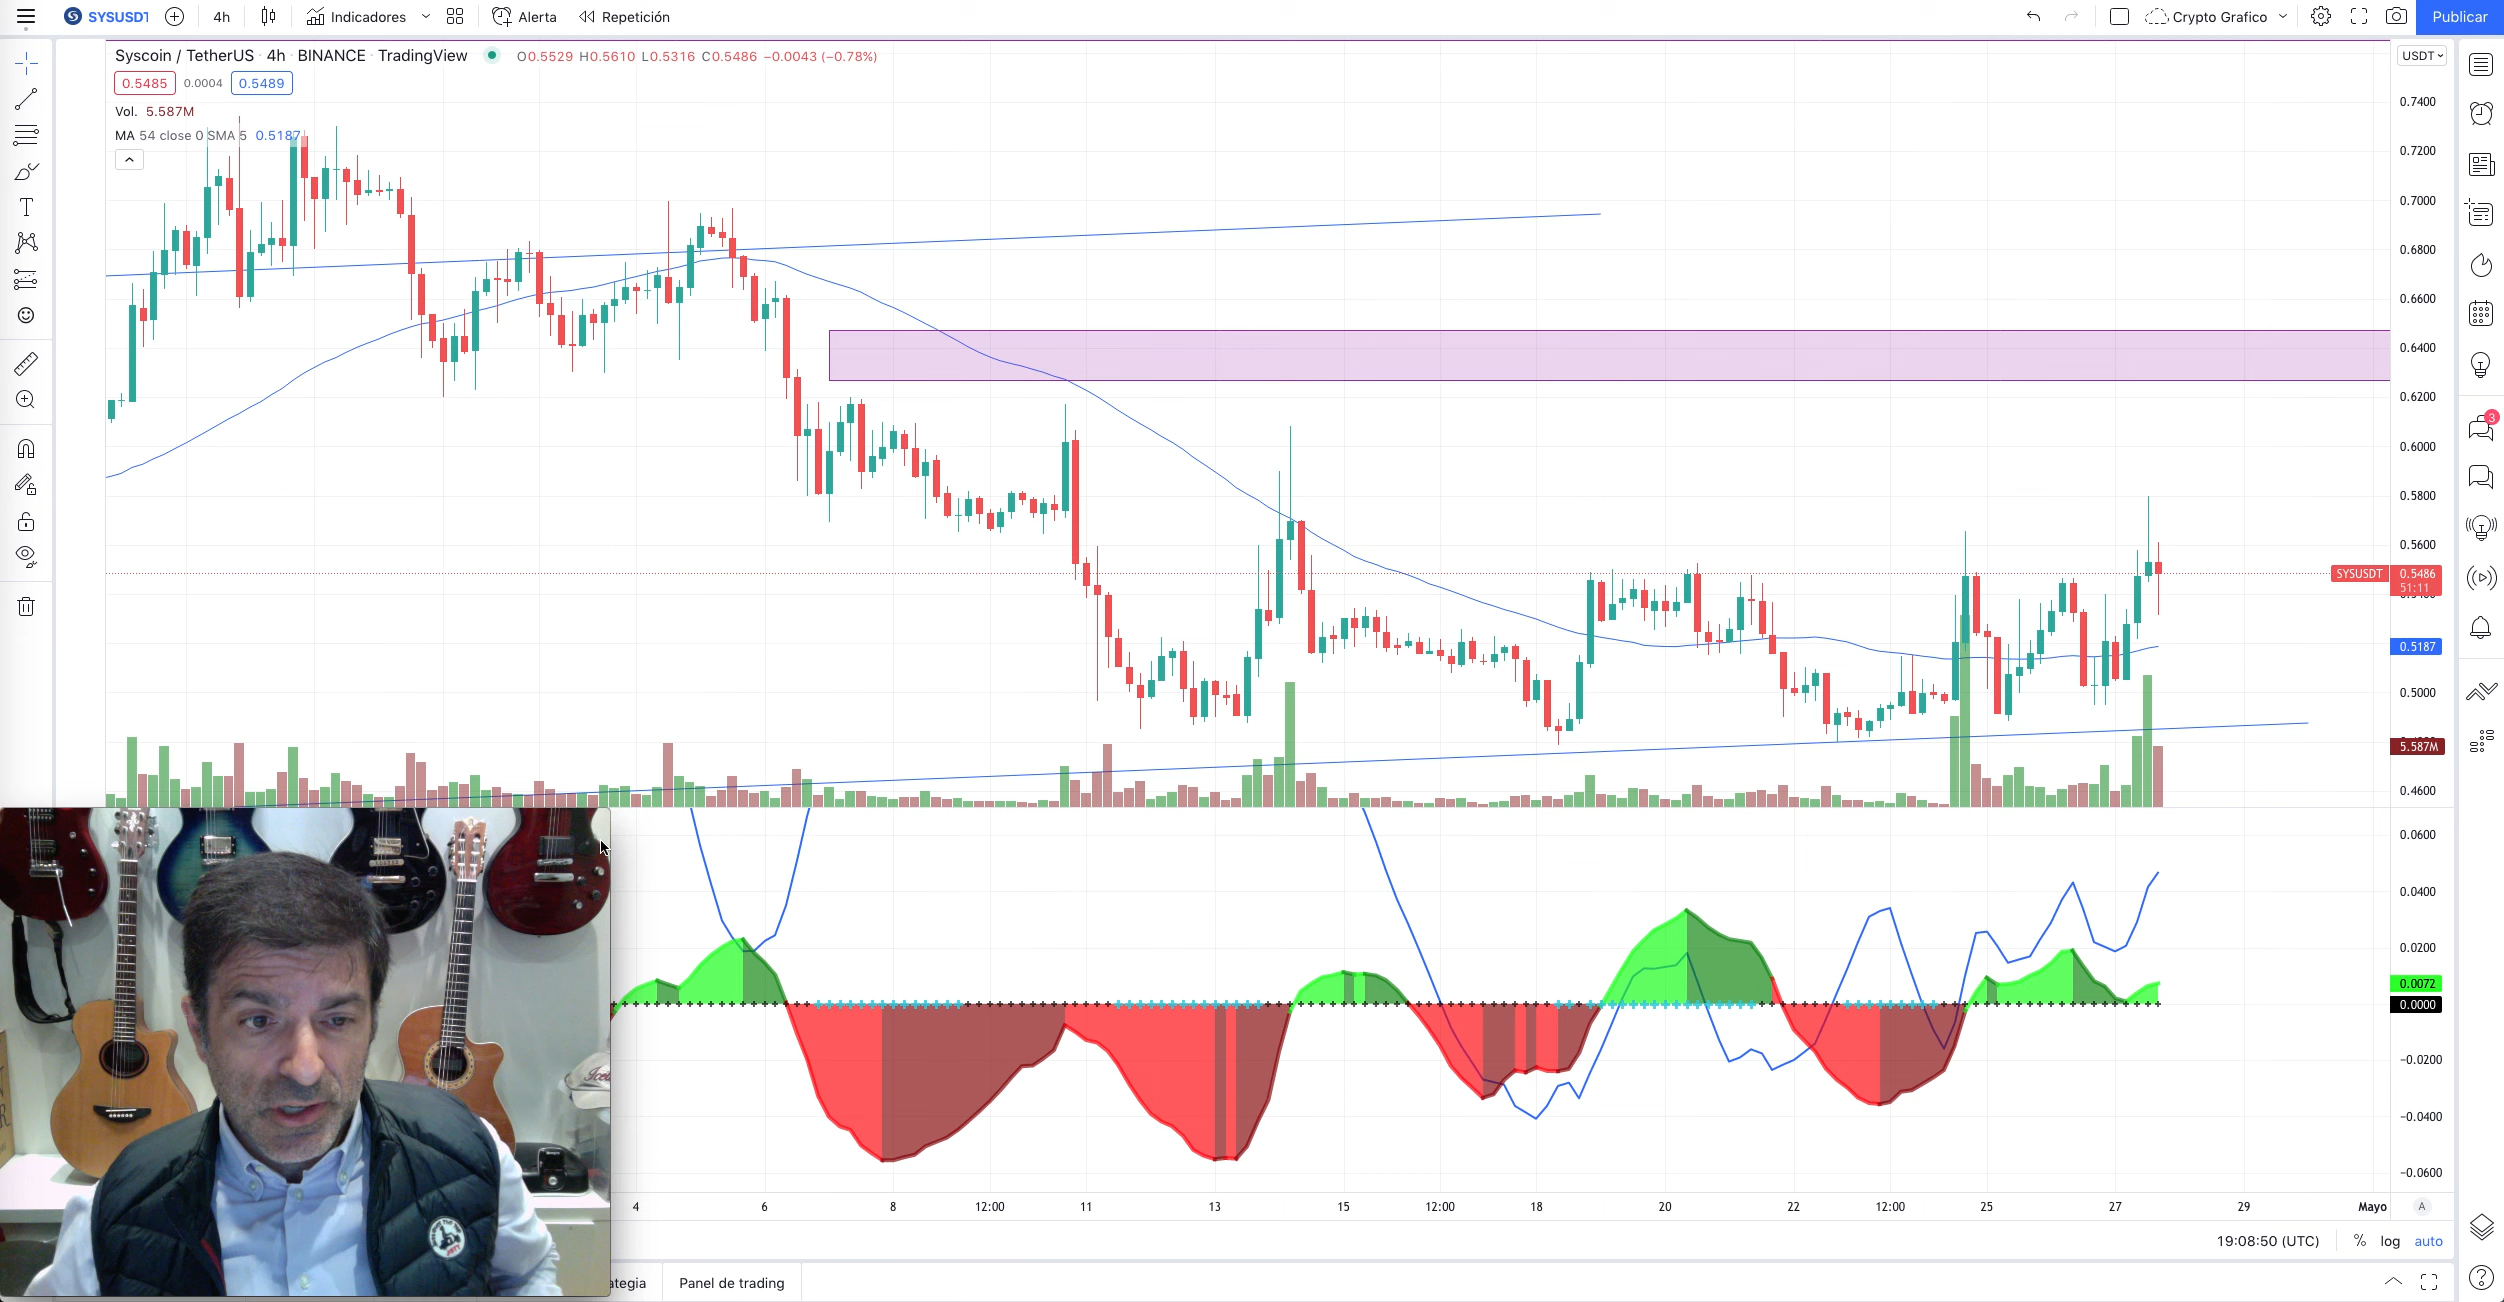 SYSUSDT 4h Indicadores Alerta Repetición Crypto Grafico Publicar
Syscoin / TetherUS · 4h · BINANCE · TradingView O0.5529 H0.5610 L0.5316 C0.5486 −0.0043 (−0.78%)
USDT
0.5485 0.0004 0.5489
Vol. 5.587M
MA 54 close 0 SMA 5 0.5187
0.7400
0.7200
0.7000
0.6800
0.6600
0.6400
0.6200
0.6000
0.5800
0.5600
SYSUSDT 0.5486
51:11
0.5187
0.5000
5.587M
0.4600
3
0.0600
0.0400
0.0200
0.0072
0.0000
−0.0200
−0.0400
−0.0600
4 6 8 12:00 11 13 15 12:00 18 20 22 12:00 25 27 29 Mayo A
19:08:50 (UTC) % log auto
ategia Panel de trading